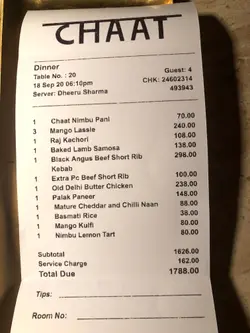 CHAAT
Dinner
Table No. : 20 Guest: 4
18 Sep 20 06:10pm CHK: 24602314
Server: Dheeru Sharma 493943
1 Chaat Nimbu Pani 70.00
3 Mango Lassie 240.00
1 Raj Kachori 108.00
1 Baked Lamb Samosa 138.00
1 Black Angus Beef Short Rib 298.00
Kebab
1 Extra Pc Beef Short Rib 100.00
1 Old Delhi Butter Chicken 238.00
1 Palak Paneer 148.00
1 Mature Cheddar and Chilli Naan 88.00
1 Basmati Rice 38.00
1 Mango Kulfi 80.00
1 Nimbu Lemon Tart 80.00
Subtotal 1626.00
Service Charge 162.00
Total Due 1788.00
Tips:
Room No: